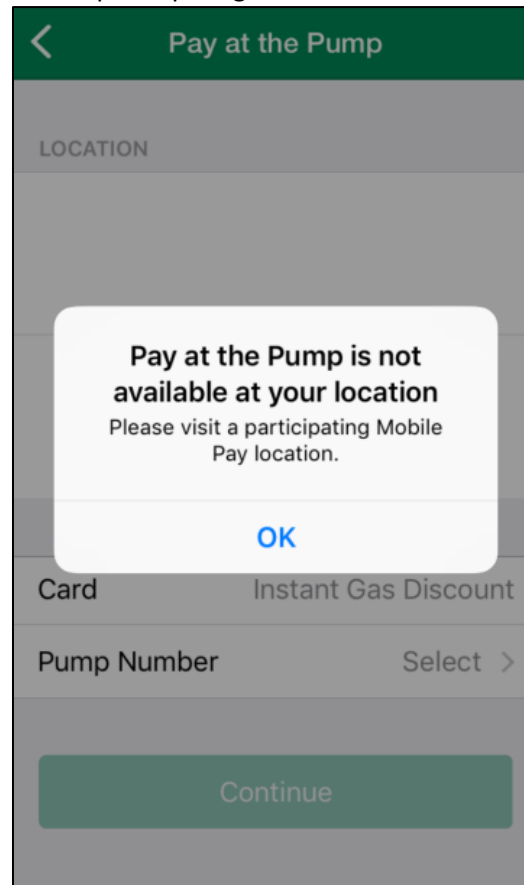 Pay at the Pump
LOCATION
Pay at the Pump is not
available at your location
Please visit a participating Mobile
Pay location.
OK
Card Instant Gas Discount
Pump Number Select >
Continue